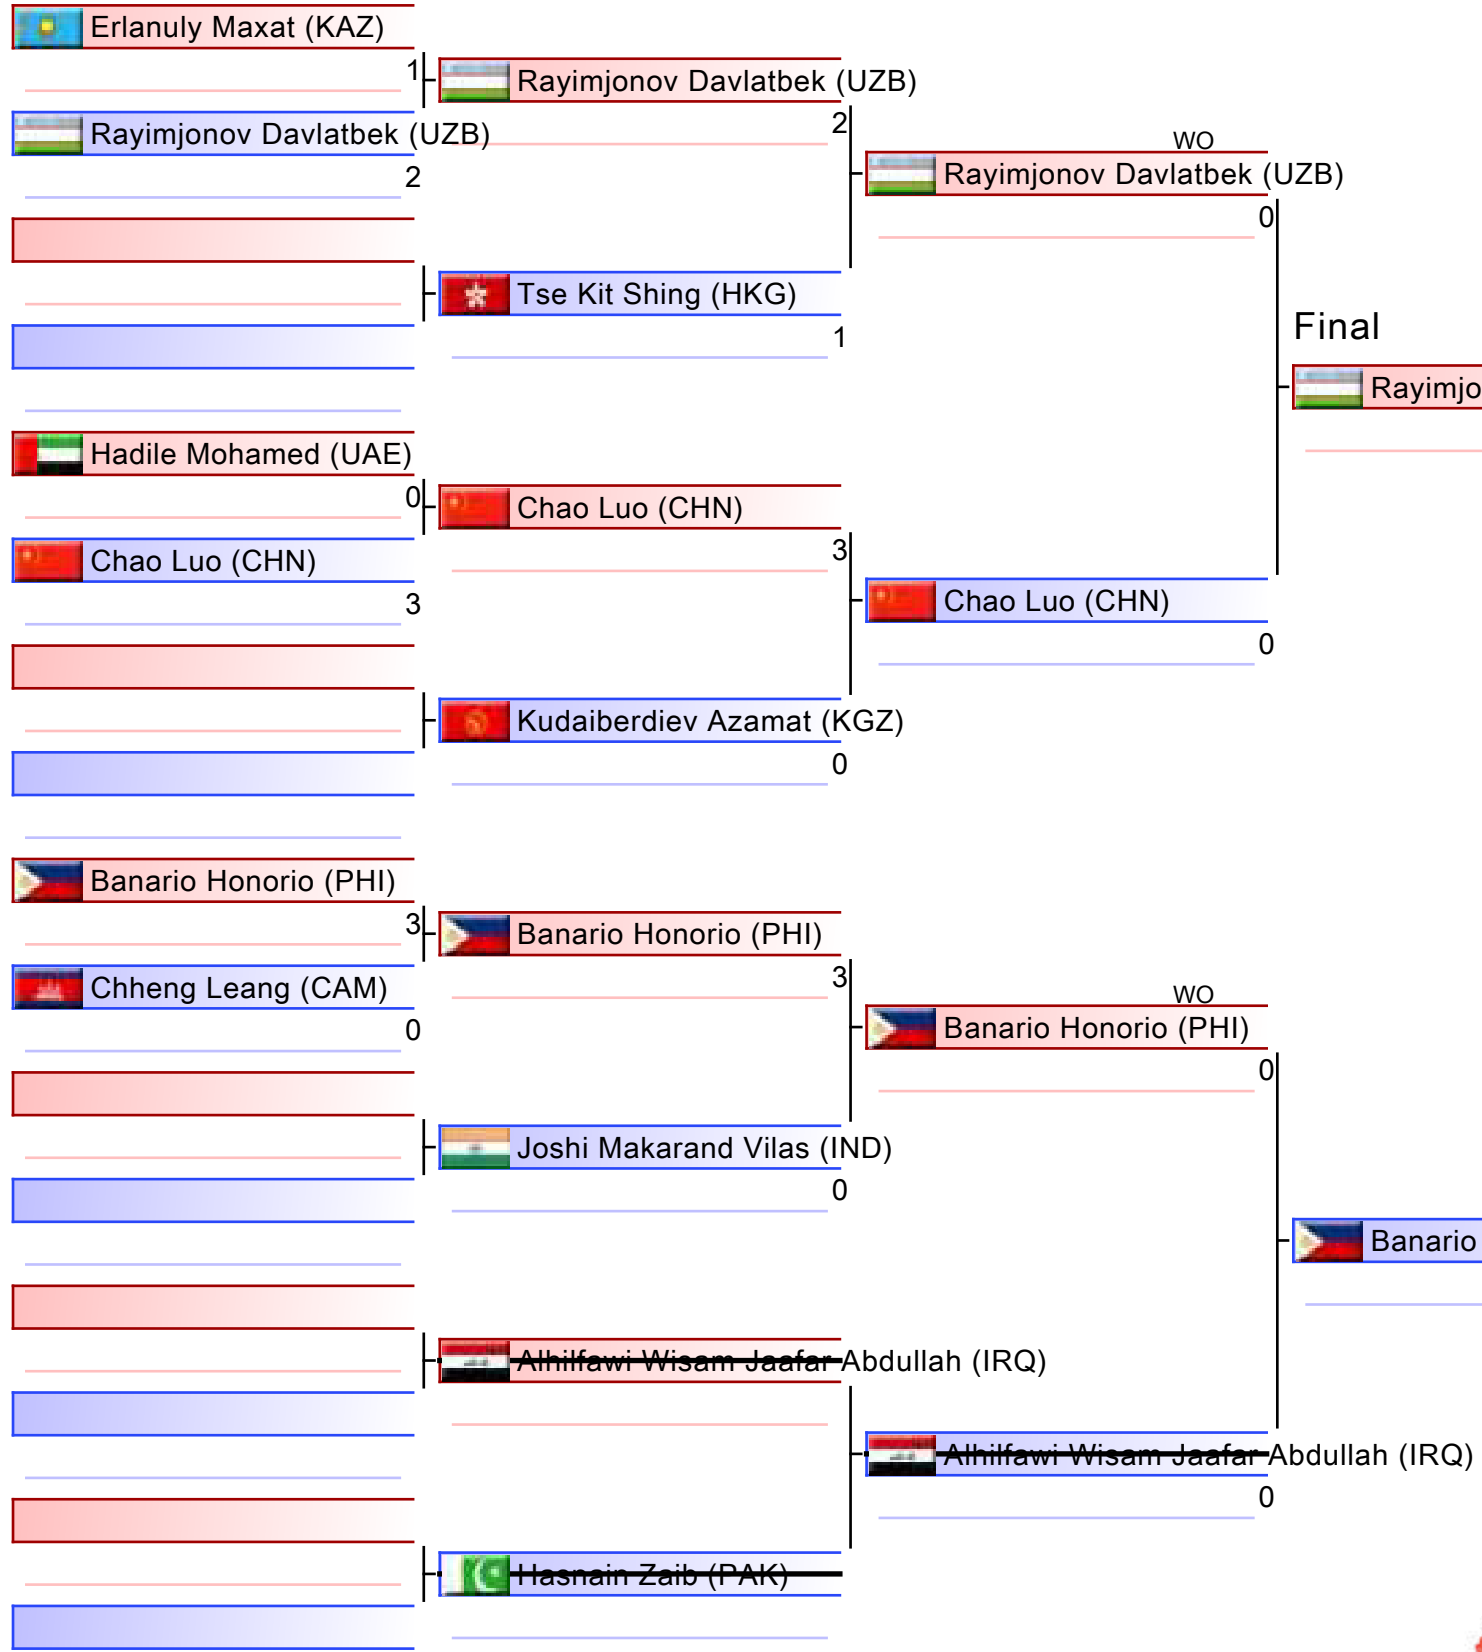 Erlanuly Maxat (KAZ)
1
Rayimjonov Davlatbek (UZB)
2
Hadile Mohamed (UAE)
0
Chao Luo (CHN)
3
Banario Honorio (PHI)
3
Chheng Leang (CAM)
0
Rayimjonov Davlatbek (UZB)
2
Tse Kit Shing (HKG)
1
Chao Luo (CHN)
3
Kudaiberdiev Azamat (KGZ)
0
Banario Honorio (PHI)
3
Joshi Makarand Vilas (IND)
0
Alhilfawi Wisam Jaafar Abdullah (IRQ)
Hasnain Zaib (PAK)
WO
Rayimjonov Davlatbek (UZB)
0
Chao Luo (CHN)
0
WO
Banario Honorio (PHI)
0
Alhilfawi Wisam Jaafar Abdullah (IRQ)
0
Final
Rayimjo
Banario